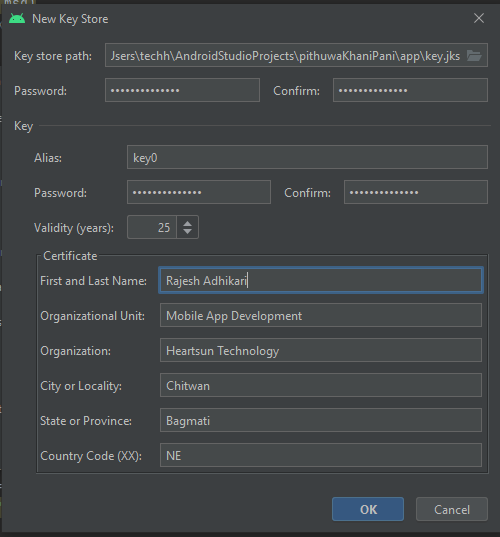 New Key Store
Key store path: Jsers\techh\AndroidStudioProjects\pithuwaKhaniPani\app\key.jks
Password: •••••••••••••• Confirm: ••••••••••••••
Key
Alias: key0
Password: •••••••••••••• Confirm: ••••••••••••••
Validity (years): 25
Certificate
First and Last Name: Rajesh Adhikari
Organizational Unit: Mobile App Development
Organization: Heartsun Technology
City or Locality: Chitwan
State or Province: Bagmati
Country Code (XX): NE
OK Cancel